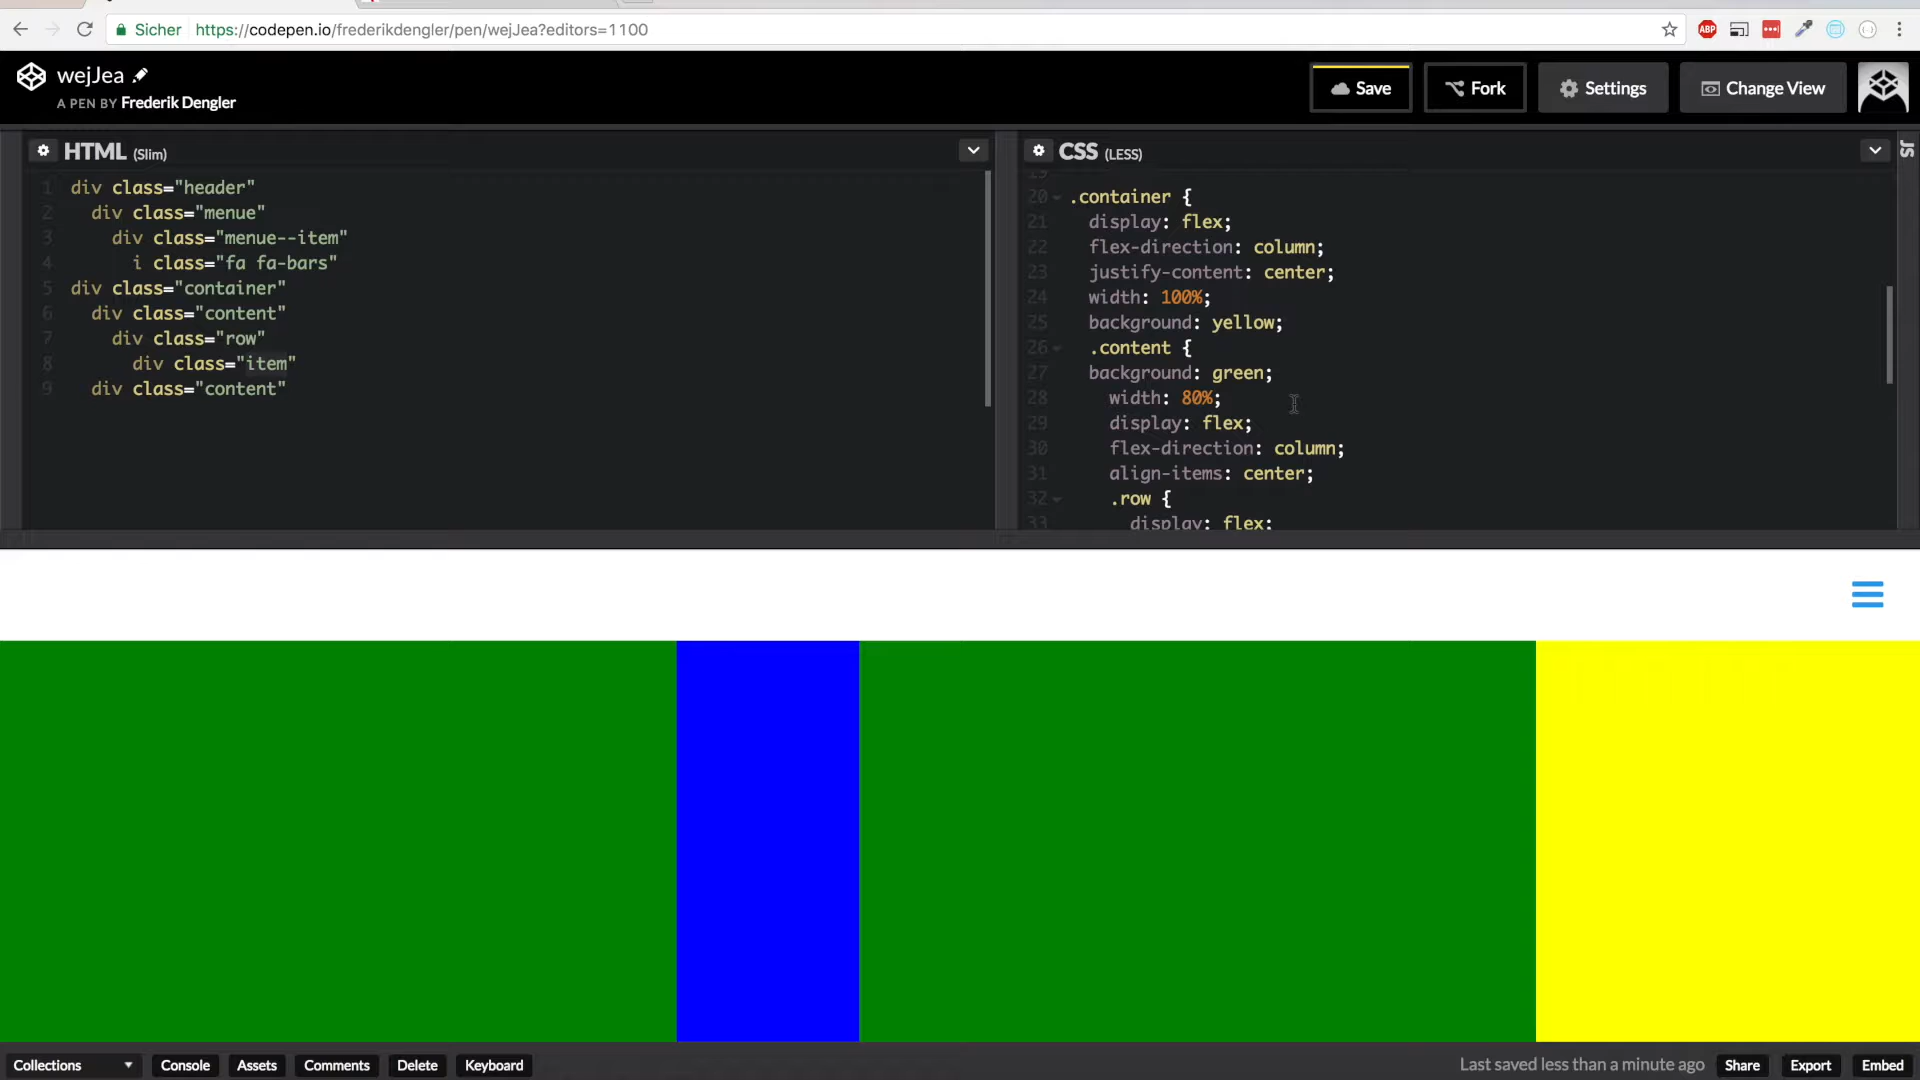 Sicher https://codepen.io/frederikdengler/pen/wejJea?editors=1100
ABP
wejJea
A PEN BY Frederik Dengler
Save
Fork
Settings
Change View
HTML (Slim)
1 div class="header"
2 div class="menue"
3 div class="menue--item"
4 i class="fa fa-bars"
5 div class="container"
6 div class="content"
7 div class="row"
8 div class="item"
9 div class="content"
CSS (LESS)
JS
19
20 .container {
21 display: flex;
22 flex-direction: column;
23 justify-content: center;
24 width: 100%;
25 background: yellow;
26 .content {
27 background: green;
28 width: 80%;
29 display: flex;
30 flex-direction: column;
31 align-items: center;
32 .row {
33 display: flex;
Collections
Console
Assets
Comments
Delete
Keyboard
Last saved less than a minute ago
Share
Export
Embed